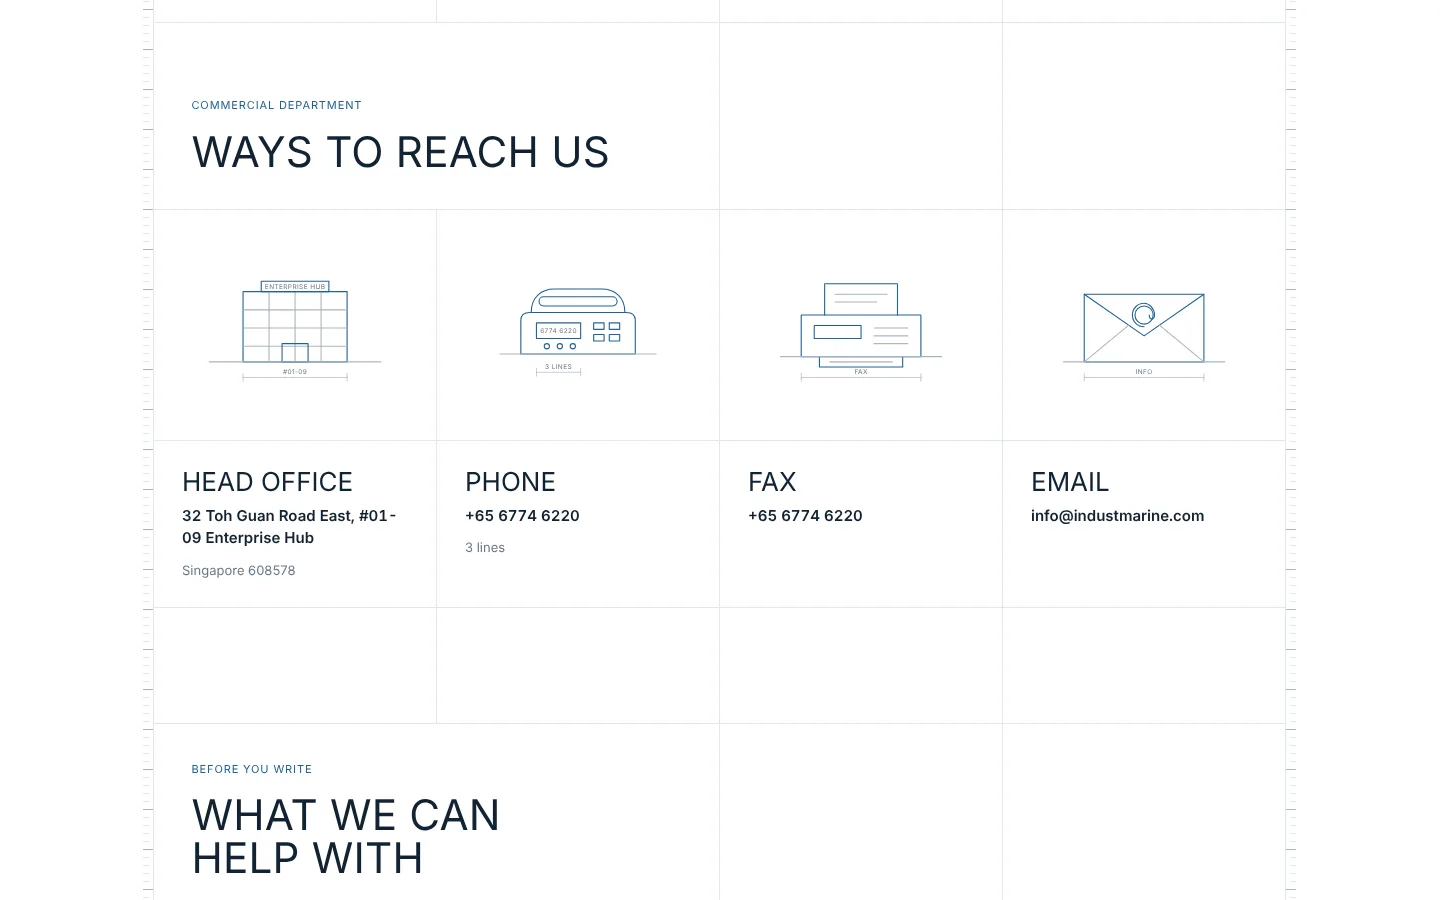 COMMERCIAL DEPARTMENT
WAYS TO REACH US
ENTERPRISE HUB
#01-09
6774 6220
3 LINES
FAX
INFO
HEAD OFFICE
32 Toh Guan Road East, #01-
09 Enterprise Hub
Singapore 608578
PHONE
+65 6774 6220
3 lines
FAX
+65 6774 6220
EMAIL
info@industmarine.com
BEFORE YOU WRITE
WHAT WE CAN
HELP WITH